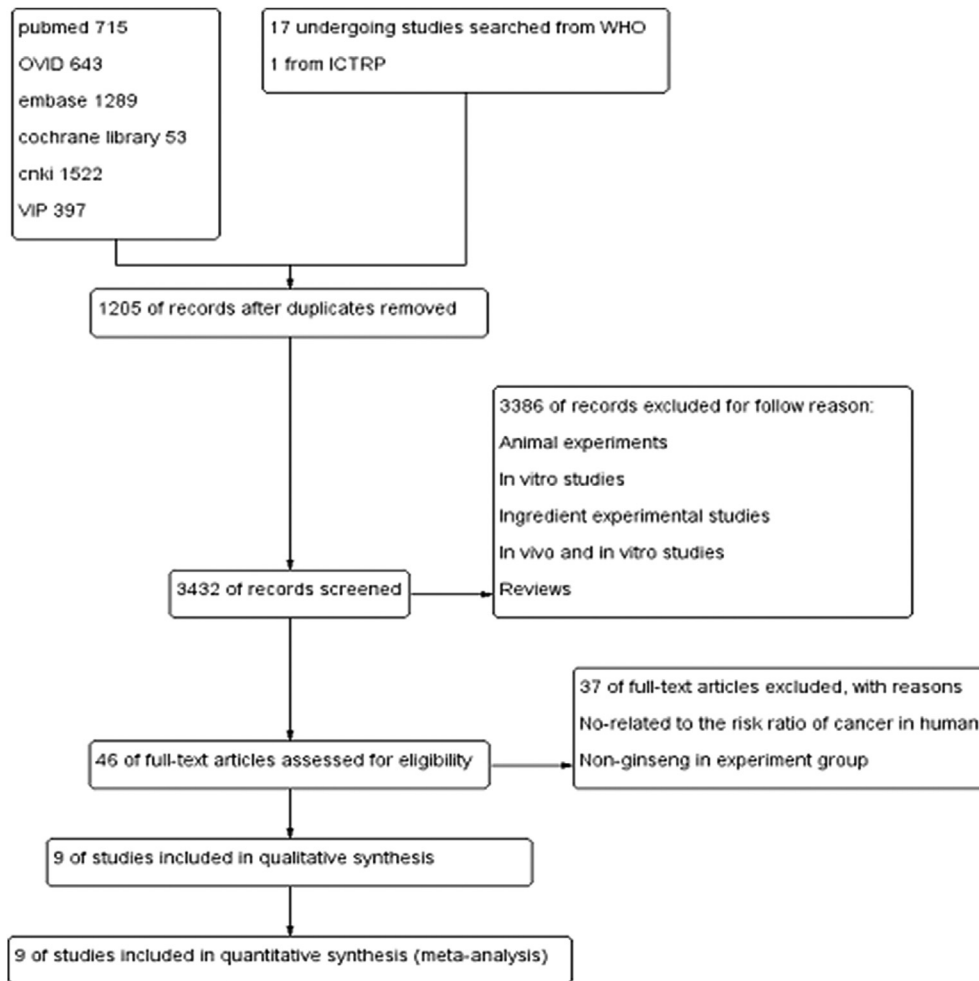 pubmed 715
OVID 643
embase 1289
cochrane library 53
cnki 1522
VIP 397
17 undergoing studies searched from WHO
1 from ICTRP
1205 of records after duplicates removed
3386 of records excluded for follow reason:
Animal experiments
In vitro studies
Ingredient experimental studies
In vivo and in vitro studies
Reviews
3432 of records screened
37 of full-text articles excluded, with reasons
No-related to the risk ratio of cancer in human
Non-ginseng in experiment group
46 of full-text articles assessed for eligibility
9 of studies included in qualitative synthesis
9 of studies included in quantitative synthesis (meta-analysis)